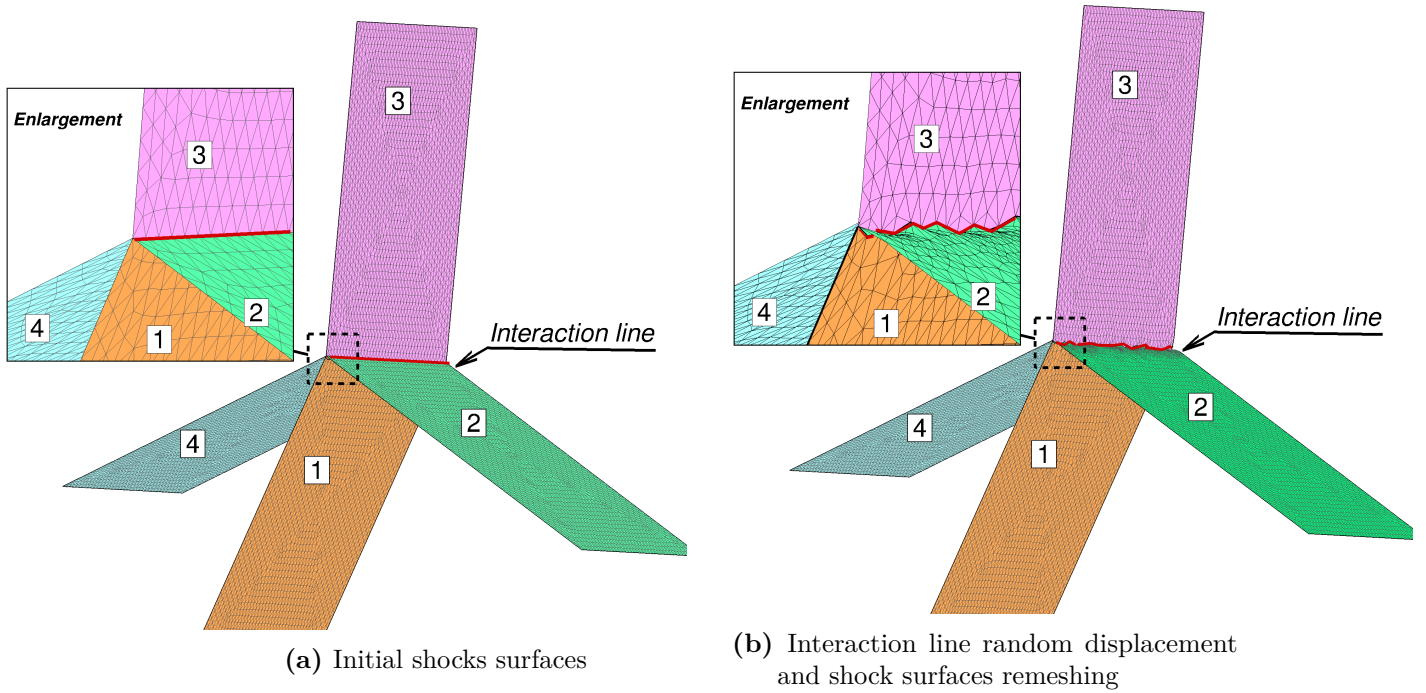 Enlargement
3
4
1
2
3
Interaction line
4
1
2
(a) Initial shocks surfaces
Enlargement
3
4
1
2
3
Interaction line
4
1
2
(b) Interaction line random displacement
and shock surfaces remeshing